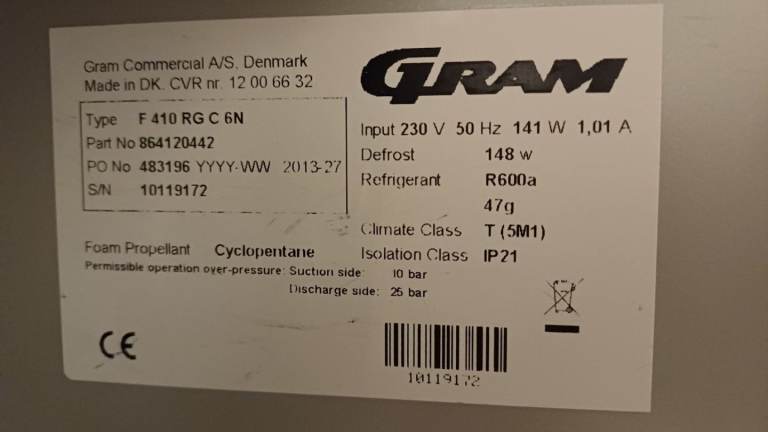 Gram Commercial A/S, Denmark
Made in DK. CVR nr. 12 00 66 32
GRAM
Type F 410 RG C 6N
Part No 864120442
PO No 483196 YYYY-WW 2013-27
S/N 10119172
Input 230 V 50 Hz 141 W 1,01 A
Defrost 148 W
Refrigerant R600a
47g
Climate Class T (5M1)
Isolation Class IP21
Foam Propellant Cyclopentane
Permissible operation over-pressure: Suction side: 10 bar
Discharge side: 25 bar
CE
10119172